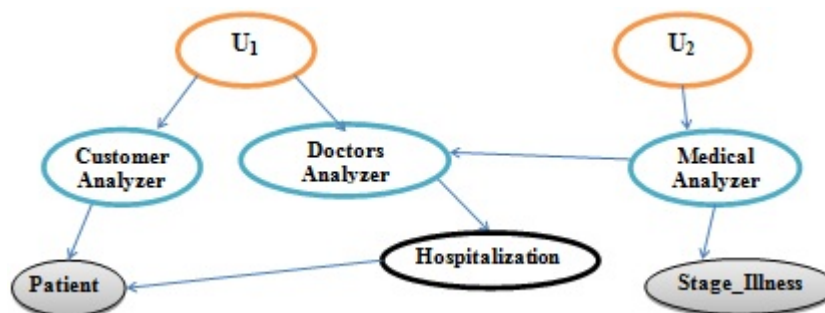 U₁
U₂
Customer
Analyzer
Doctors
Analyzer
Medical
Analyzer
Patient
Hospitalization
Stage_Illness